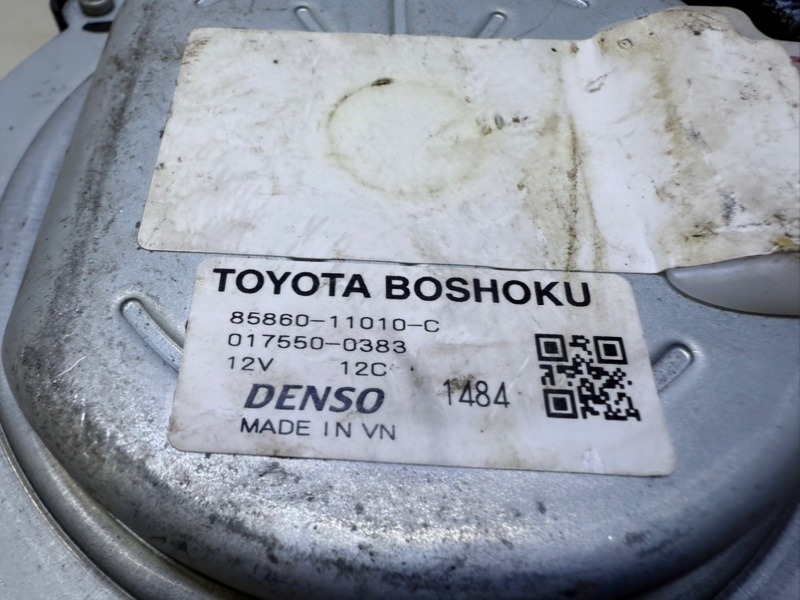 TOYOTA BOSHOKU
85860-11010-C
017550-0383
12V 12C
DENSO 1484
MADE IN VN